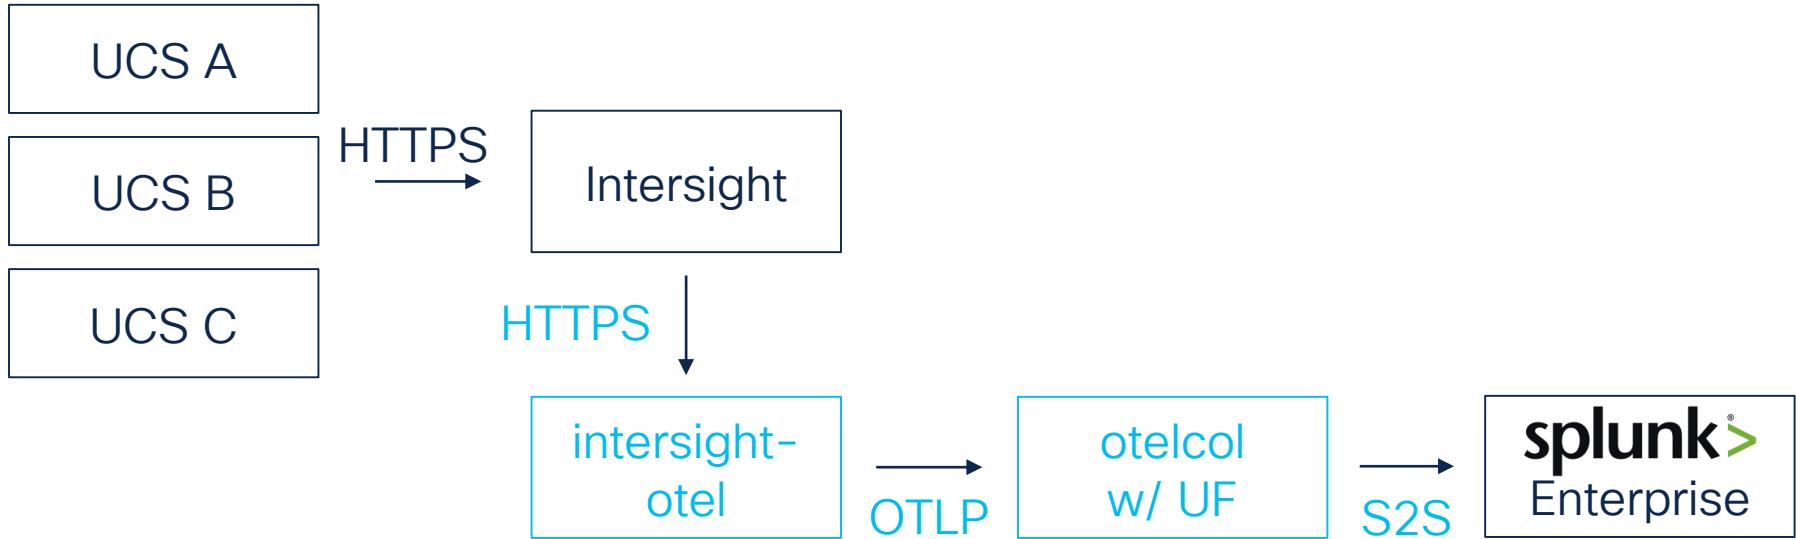 UCS A
UCS B
UCS C
HTTPS
Intersight
HTTPS
intersight-
otel
OTLP
otelcol
w/ UF
S2S
splunk®>
Enterprise